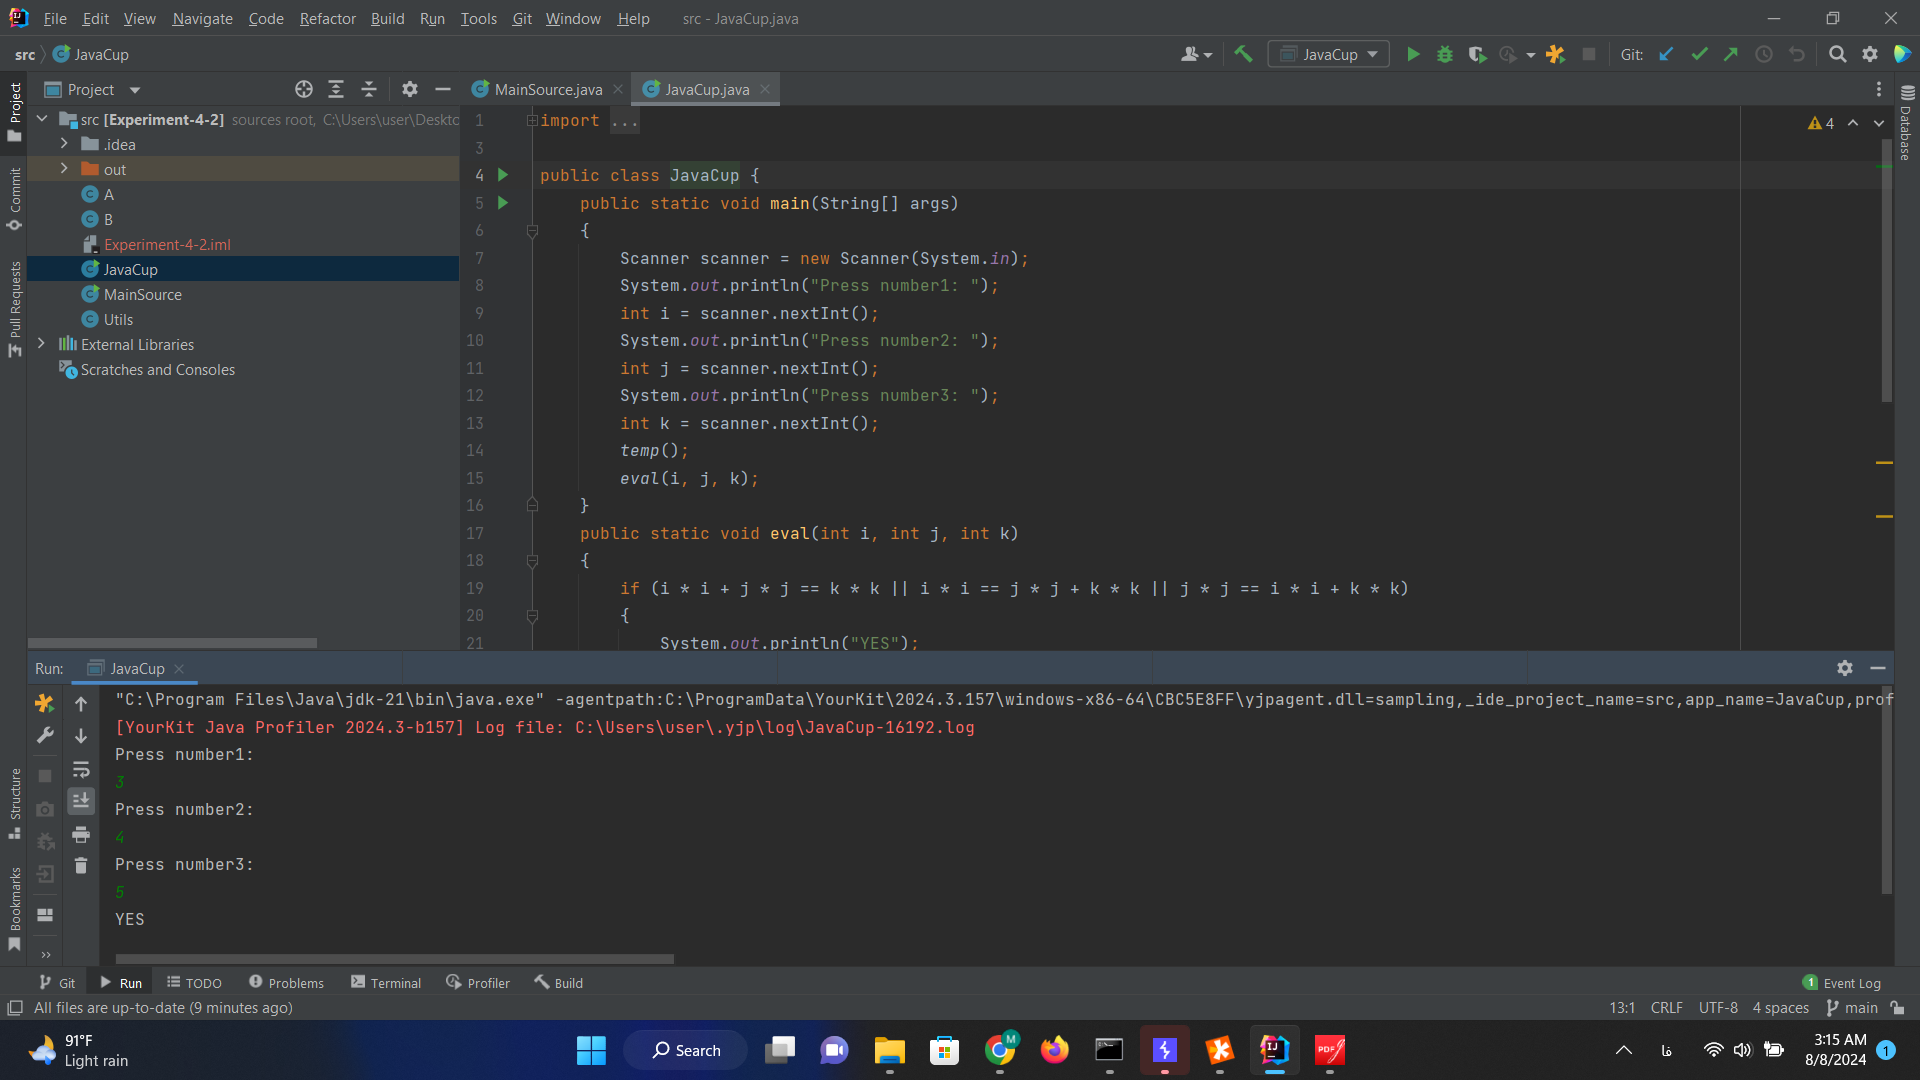 File Edit View Navigate Code Refactor Build Run Tools Git Window Help src - JavaCup.java
src JavaCup
JavaCup Git:
Project
MainSource.java JavaCup.java
src [Experiment-4-2] sources root, C:\Users\user\Deskto
.idea
out
A
B
Experiment-4-2.iml
JavaCup
MainSource
Utils
External Libraries
Scratches and Consoles
Project
Commit
Pull Requests
Structure
Bookmarks
Database
4
1 import ...
3
4 public class JavaCup {
5 public static void main(String[] args)
6 {
7 Scanner scanner = new Scanner(System.in);
8 System.out.println("Press number1: ");
9 int i = scanner.nextInt();
10 System.out.println("Press number2: ");
11 int j = scanner.nextInt();
12 System.out.println("Press number3: ");
13 int k = scanner.nextInt();
14 temp();
15 eval(i, j, k);
16 }
17 public static void eval(int i, int j, int k)
18 {
19 if (i * i + j * j == k * k || i * i == j * j + k * k || j * j == i * i + k * k)
20 {
21 System.out.println("YES");
Run: JavaCup
"C:\Program Files\Java\jdk-21\bin\java.exe" -agentpath:C:\ProgramData\YourKit\2024.3.157\windows-x86-64\CBC5E8FF\yjpagent.dll=sampling,_ide_project_name=src,app_name=JavaCup,prof
[YourKit Java Profiler 2024.3-b157] Log file: C:\Users\user\.yjp\log\JavaCup-16192.log
Press number1:
3
Press number2:
4
Press number3:
5
YES
Git Run TODO Problems Terminal Profiler Build 1 Event Log
All files are up-to-date (9 minutes ago) 13:1 CRLF UTF-8 4 spaces main
91°F
Light rain
Search
M
PDF
فا
3:15 AM
8/8/2024
1